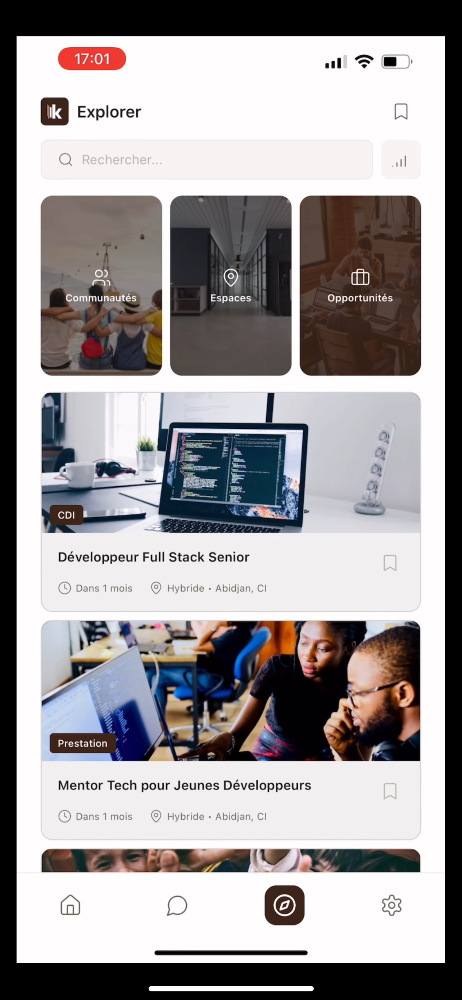 17:01
k Explorer
Rechercher...
Communautés
Espaces
Opportunités
CDI
Développeur Full Stack Senior
Dans 1 mois Hybride • Abidjan, CI
Prestation
Mentor Tech pour Jeunes Développeurs
Dans 1 mois Hybride • Abidjan, CI